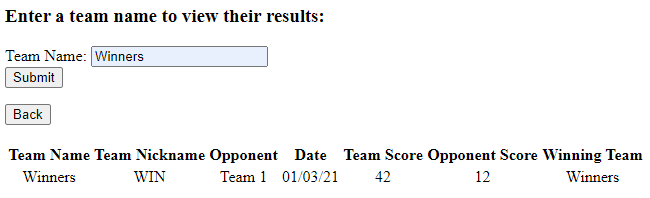 Enter a team name to view their results:
Team Name: Winners
Submit
Back
Team Name Team Nickname Opponent Date Team Score Opponent Score Winning Team
Winners WIN Team 1 01/03/21 42 12 Winners